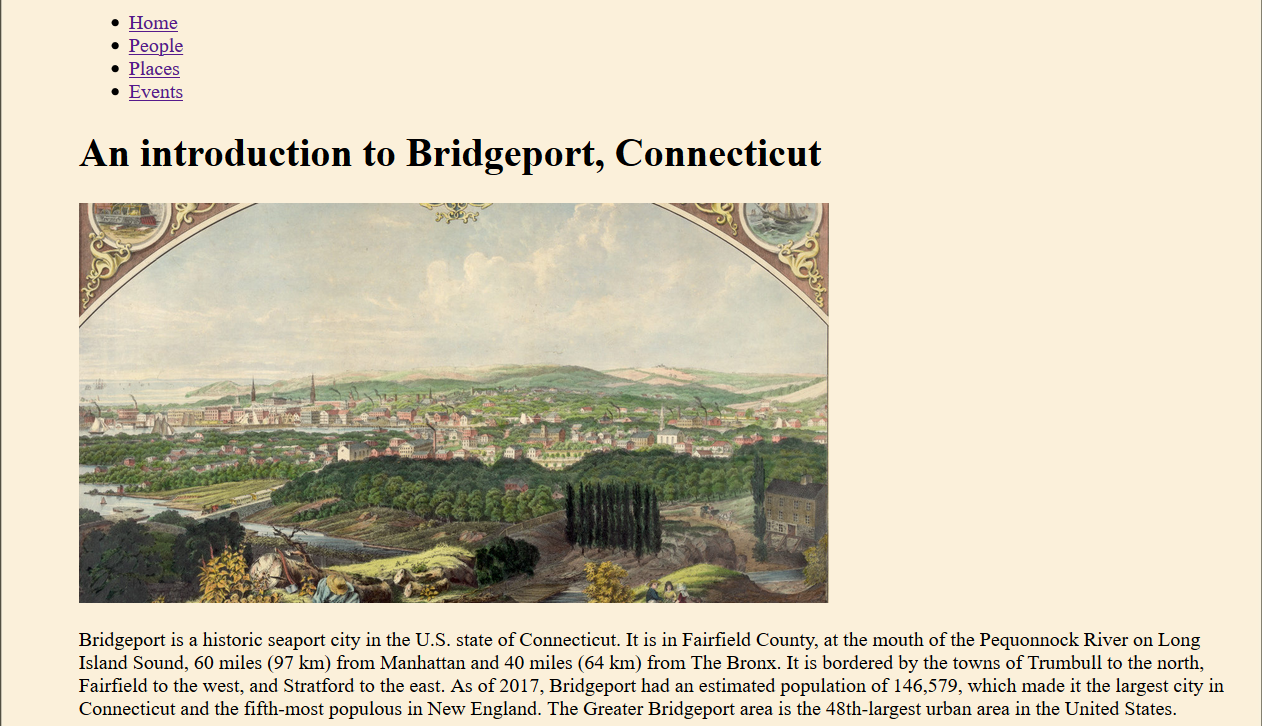 Home
People
Places
Events
An introduction to Bridgeport, Connecticut
Bridgeport is a historic seaport city in the U.S. state of Connecticut. It is in Fairfield County, at the mouth of the Pequonnock River on Long
Island Sound, 60 miles (97 km) from Manhattan and 40 miles (64 km) from The Bronx. It is bordered by the towns of Trumbull to the north,
Fairfield to the west, and Stratford to the east. As of 2017, Bridgeport had an estimated population of 146,579, which made it the largest city in
Connecticut and the fifth-most populous in New England. The Greater Bridgeport area is the 48th-largest urban area in the United States.